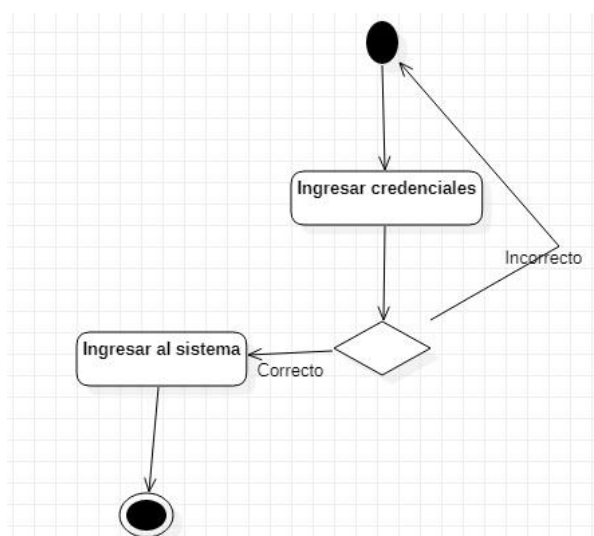 Ingresar credenciales
Incorrecto
Ingresar al sistema
Correcto